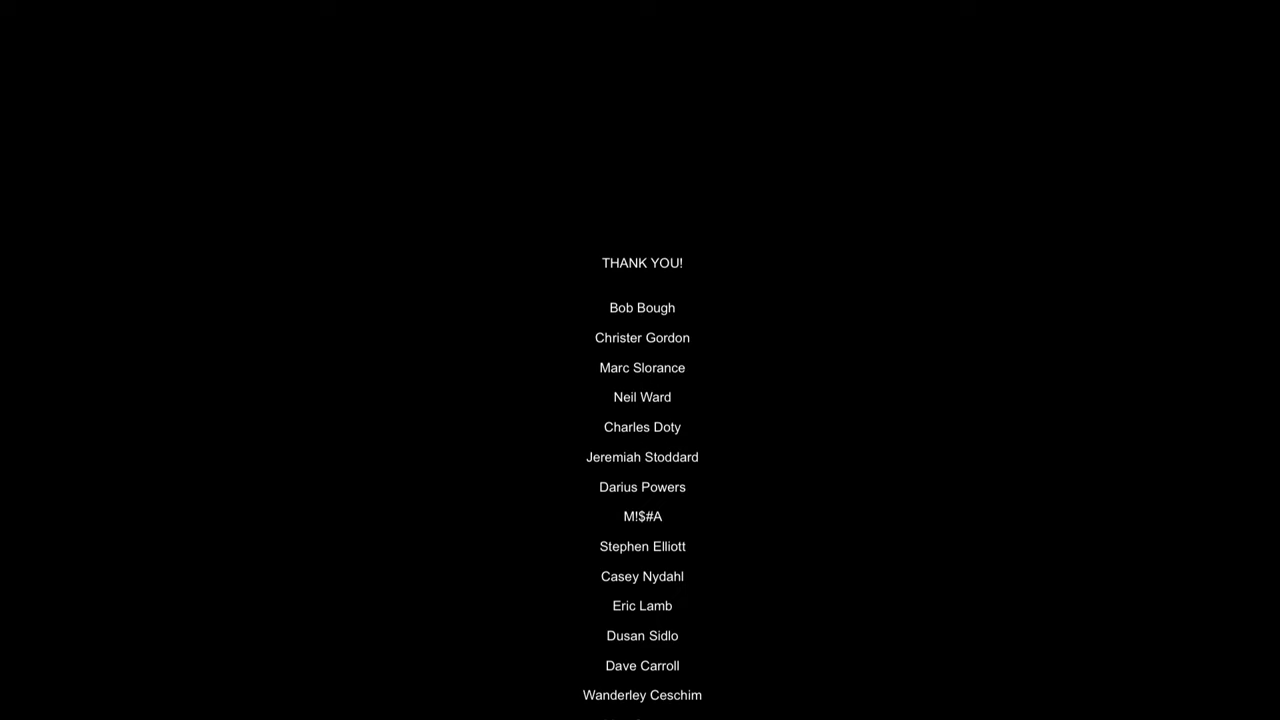 THANK YOU!
Bob Bough
Christer Gordon
Marc Slorance
Neil Ward
Charles Doty
Jeremiah Stoddard
Darius Powers
M!$#A
Stephen Elliott
Casey Nydahl
Eric Lamb
Dusan Sidlo
Dave Carroll
Wanderley Ceschim